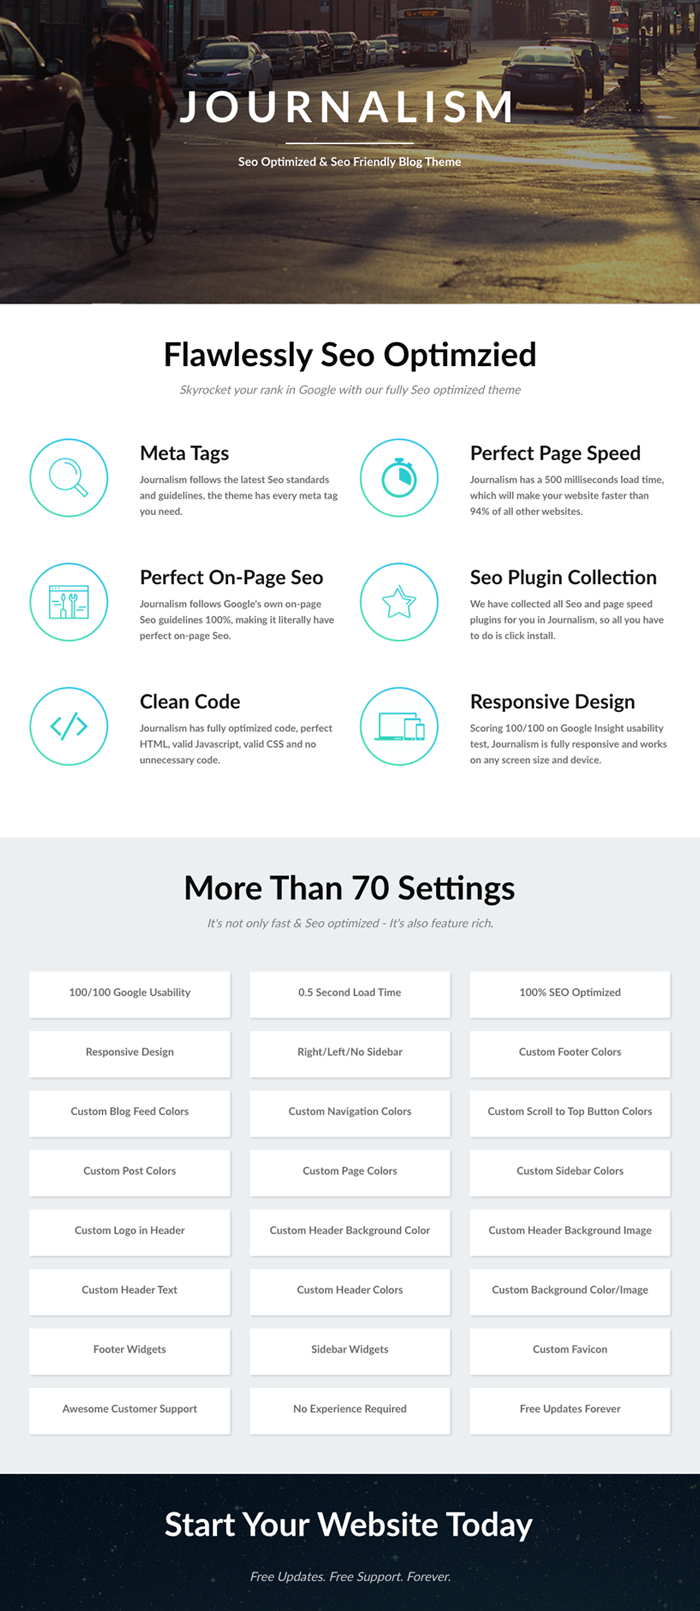 JOURNALISM
Seo Optimized & Seo Friendly Blog Theme
Flawlessly Seo Optimzied
Skyrocket your rank in Google with our fully Seo optimized theme
Meta Tags
Journalism follows the latest Seo standards
and guidelines, the theme has every meta tag
you need.
Perfect Page Speed
Journalism has a 500 milliseconds load time,
which will make your website faster than
94% of all other websites.
Perfect On-Page Seo
Journalism follows Google's own on-page
Seo guidelines 100%, making it literally have
perfect on-page Seo.
Seo Plugin Collection
We have collected all Seo and page speed
plugins for you in Journalism, so all you have
to do is click install.
Clean Code
Journalism has fully optimized code, perfect
HTML, valid Javascript, valid CSS and no
unnecessary code.
Responsive Design
Scoring 100/100 on Google Insight usability
test, Journalism is fully responsive and works
on any screen size and device.
More Than 70 Settings
It's not only fast & Seo optimized - It's also feature rich.
100/100 Google Usability
0.5 Second Load Time
100% SEO Optimized
Responsive Design
Right/Left/No Sidebar
Custom Footer Colors
Custom Blog Feed Colors
Custom Navigation Colors
Custom Scroll to Top Button Colors
Custom Post Colors
Custom Page Colors
Custom Sidebar Colors
Custom Logo in Header
Custom Header Background Color
Custom Header Background Image
Custom Header Text
Custom Header Colors
Custom Background Color/Image
Footer Widgets
Sidebar Widgets
Custom Favicon
Awesome Customer Support
No Experience Required
Free Updates Forever
Start Your Website Today
Free Updates. Free Support. Forever.